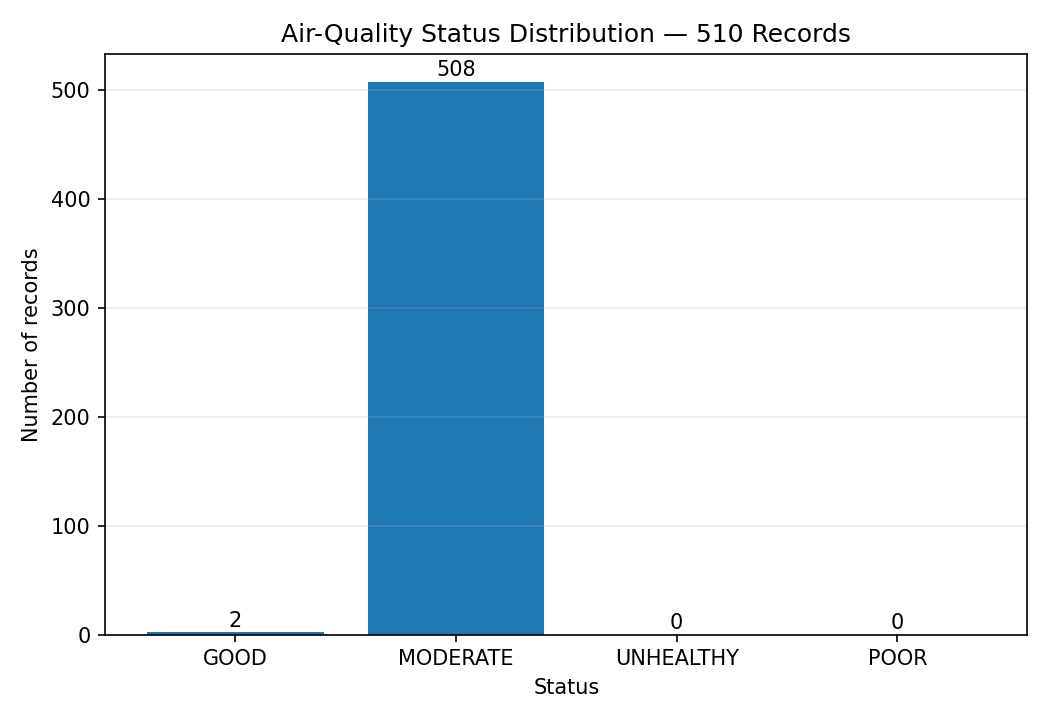 Air-Quality Status Distribution — 510 Records
Number of records
500
400
300
200
100
0
2
508
0
0
GOOD
MODERATE
UNHEALTHY
POOR
Status